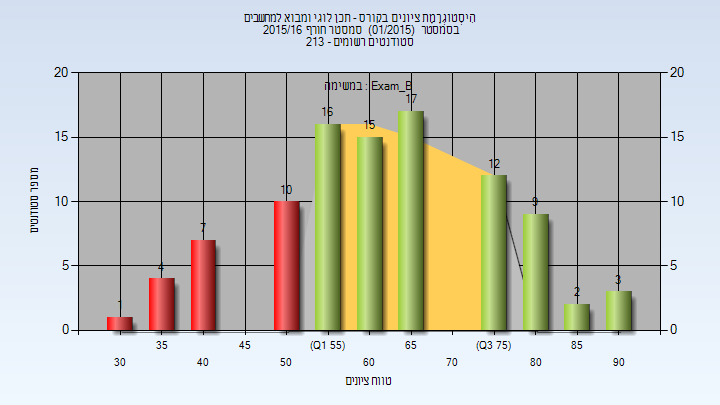 היסטוגרמת ציונים בקורס - תכן לוגי ומבוא למחשבים
בסמסטר (01/2015) סמסטר חורף 2015/16
סטודנטים רשומים - 213
במשימה : Exam_B
20 20
15 15
10 10
5 5
0 0
מספר סטודנטים
1 4 7 10 16 15 17 12 9 2 3
35 45 (Q1 55) 65 (Q3 75) 85
30 40 50 60 70 80 90
טווח ציונים